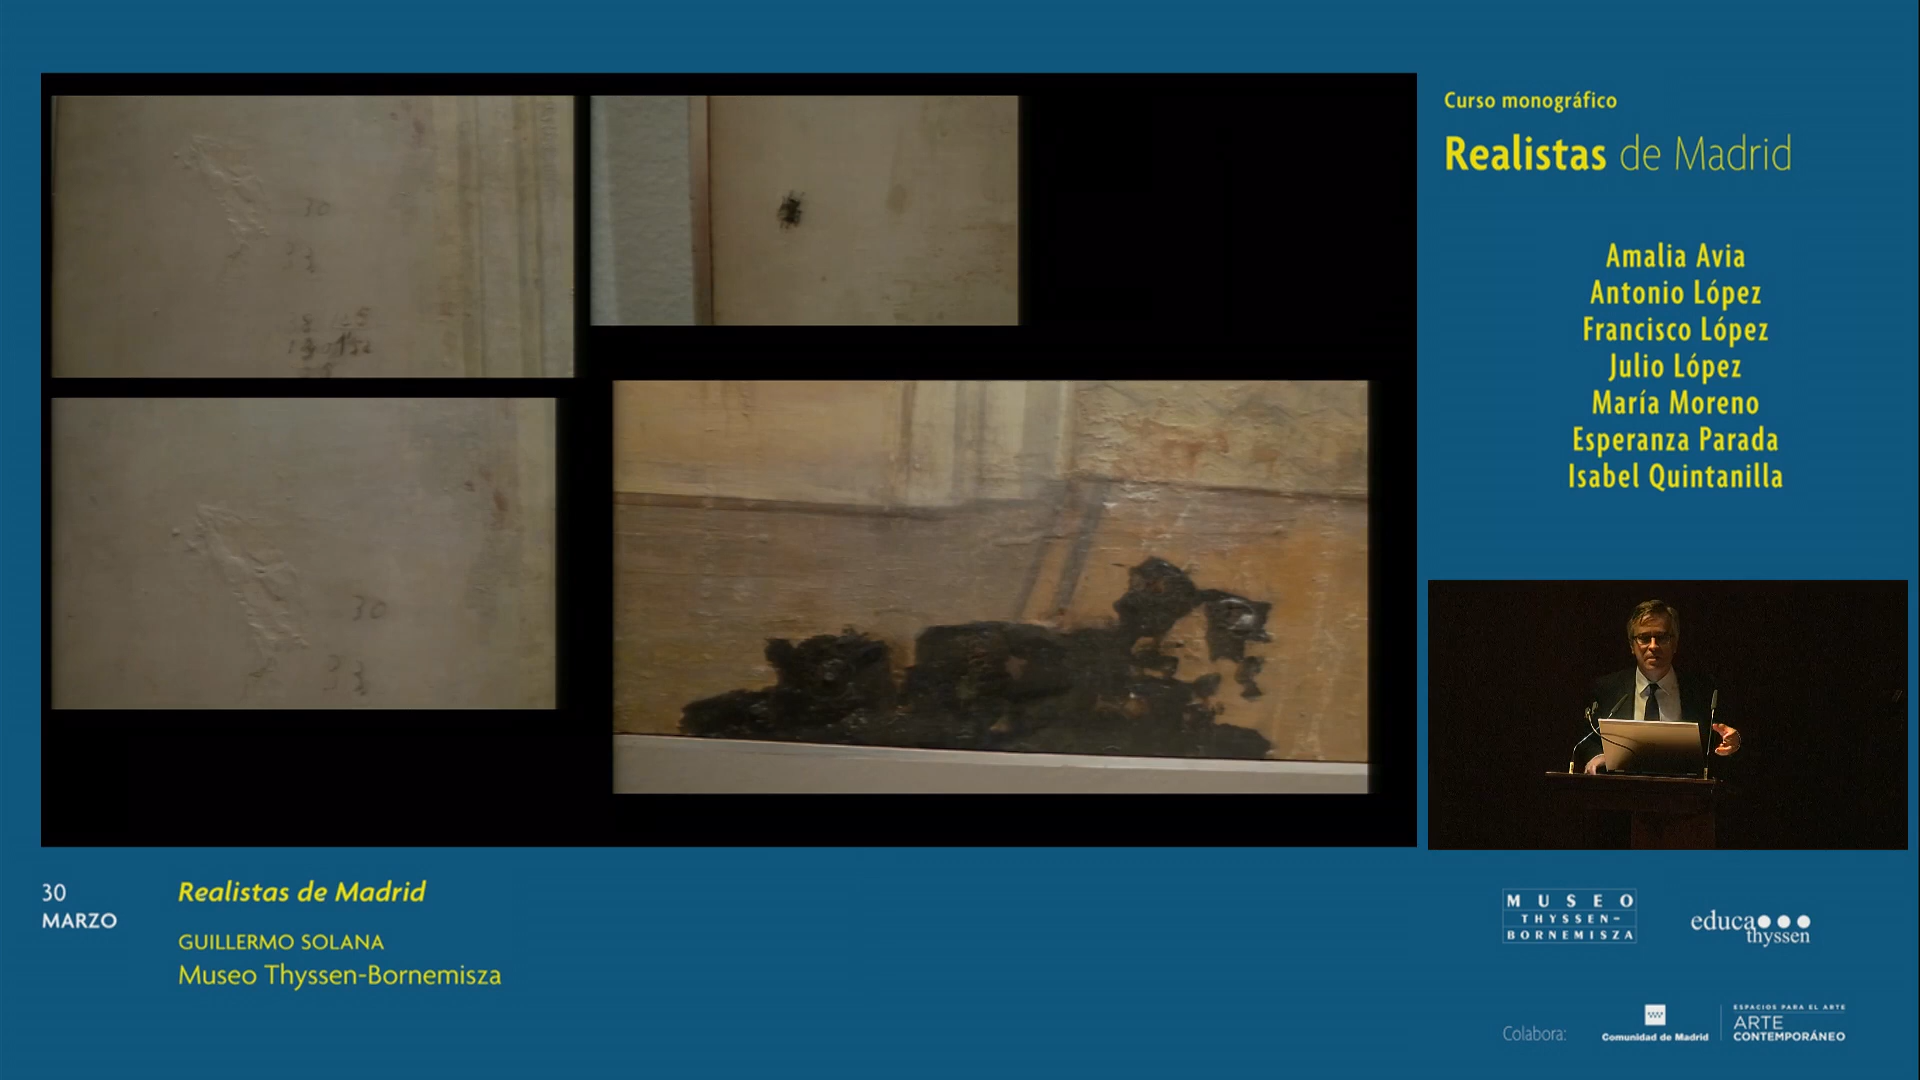 Curso monográfico
Realistas de Madrid
Amalia Avia
Antonio López
Francisco López
Julio López
María Moreno
Esperanza Parada
Isabel Quintanilla
30
33
30
33
30
MARZO
Realistas de Madrid
GUILLERMO SOLANA
Museo Thyssen-Bornemisza
MUSEO
THYSSEN-
BORNEMISZA
educa
thyssen
Colabora:
Comunidad de Madrid
ESPACIOS PARA EL ARTE
ARTE
CONTEMPORÁNEO